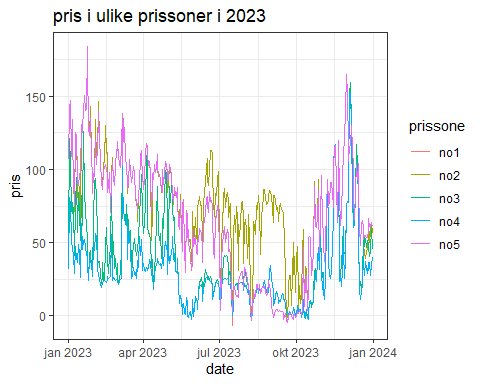 pris i ulike prissoner i 2023
150
100
50
0
pris
jan 2023 apr 2023 jul 2023 okt 2023 jan 2024
date
prissone
no1
no2
no3
no4
no5